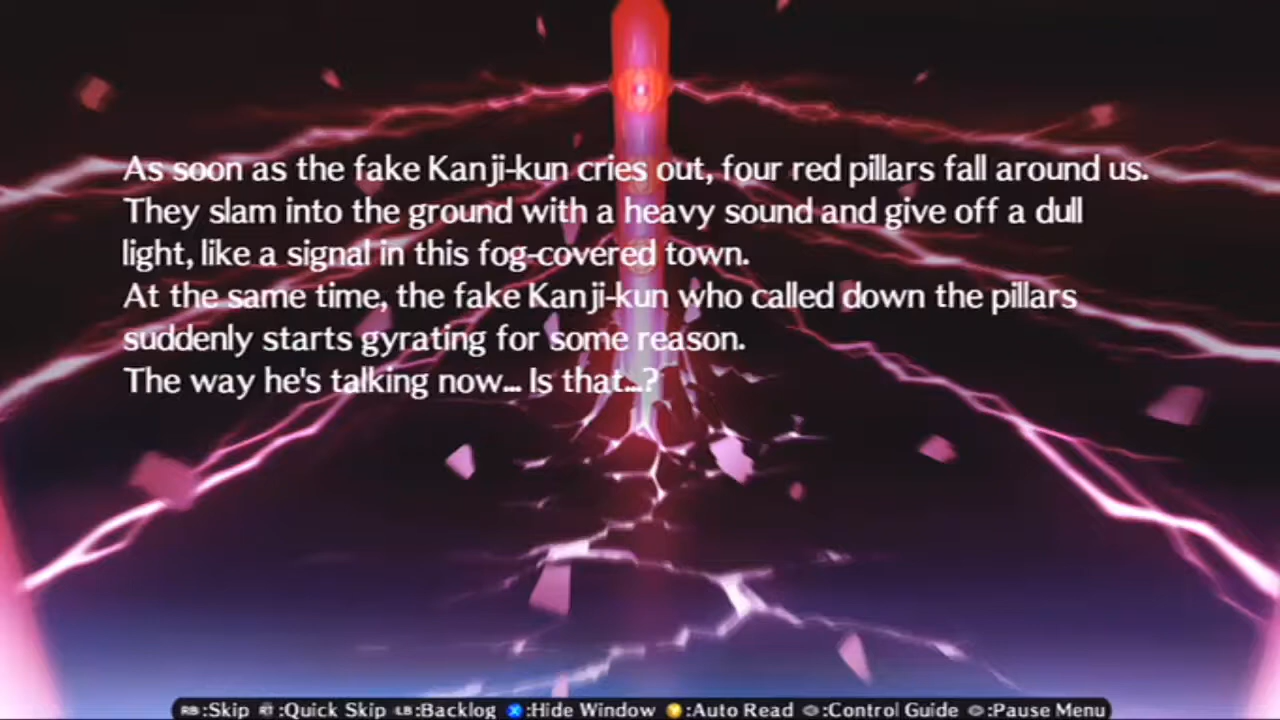 As soon as the fake Kanji-kun cries out, four red pillars fall around us.
They slam into the ground with a heavy sound and give off a dull
light, like a signal in this fog-covered town.
At the same time, the fake Kanji-kun who called down the pillars
suddenly starts gyrating for some reason.
The way he's talking now... Is that...?
RB:Skip RT:Quick Skip LB:Backlog X:Hide Window Y:Auto Read :Control Guide :Pause Menu